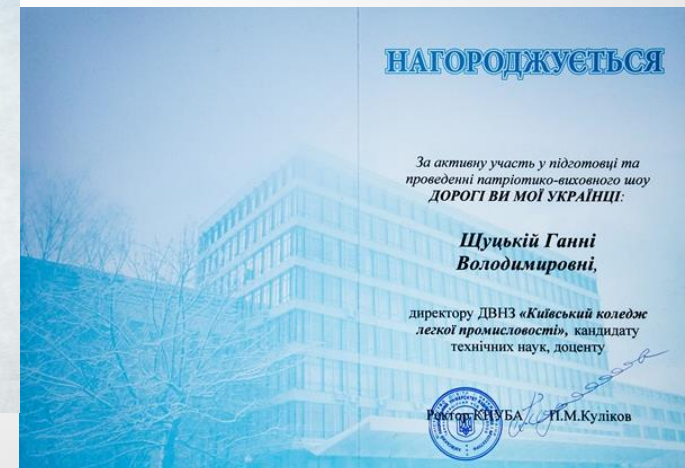 НАГОРОДЖУЄТЬСЯ
За активну участь у підготовці та
проведенні патріотико-виховного шоу
ДОРОГІ ВИ МОЇ УКРАЇНЦІ:
Щуцькій Ганні
Володимировні,
директору ДВНЗ «Київський коледж
легкої промисловості», кандидату
технічних наук, доценту
Ректор КНУБА П.М.Куліков